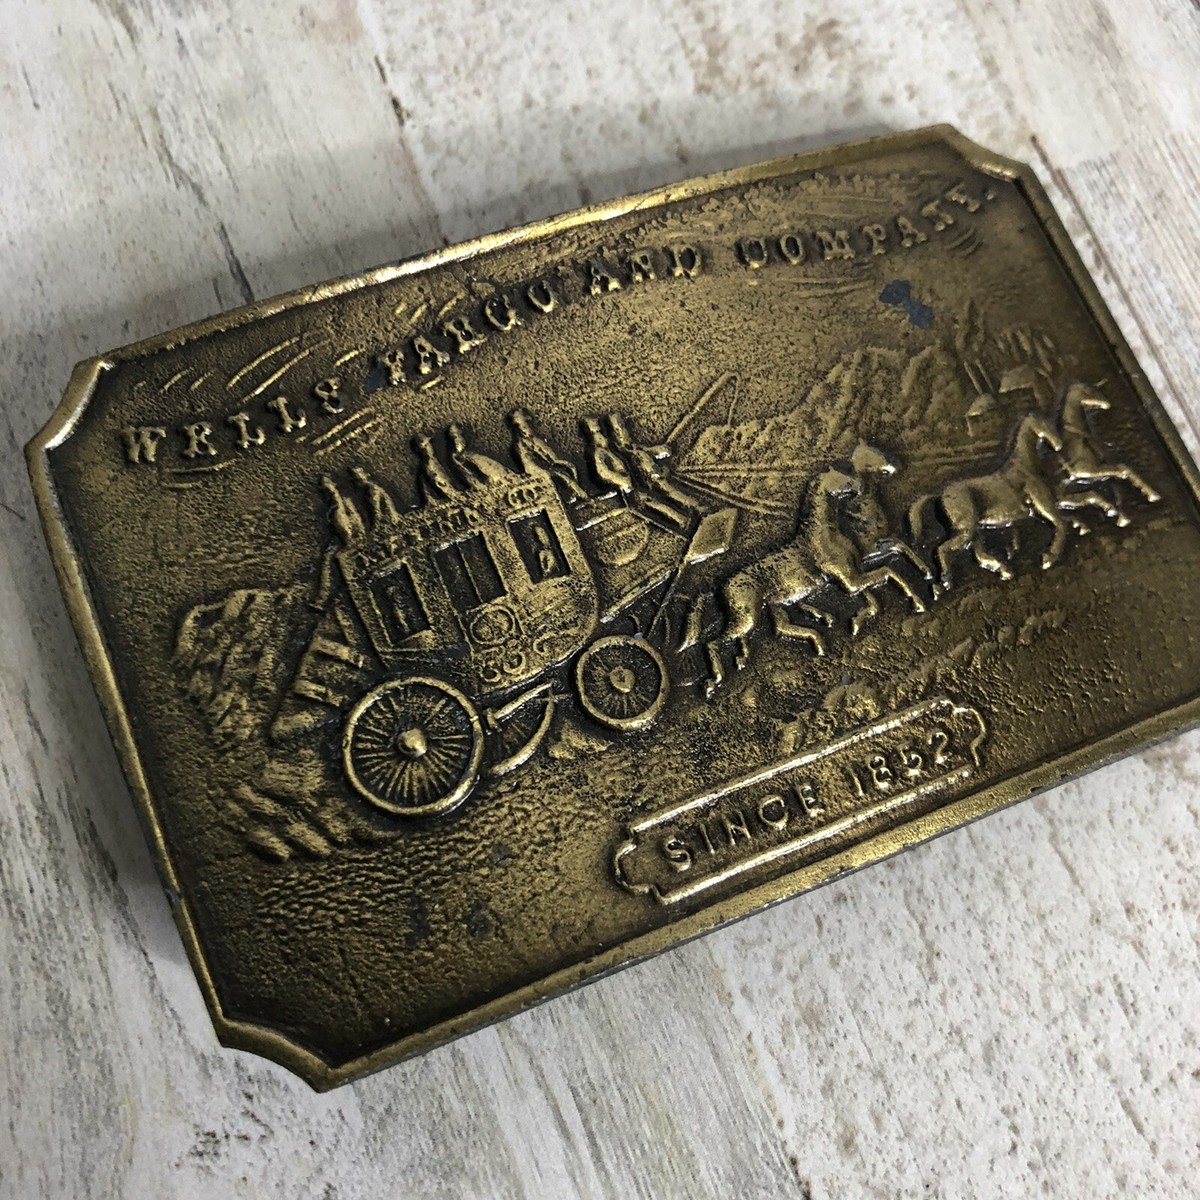 WELLS FARGO AND COMPANY.
SINCE 1852